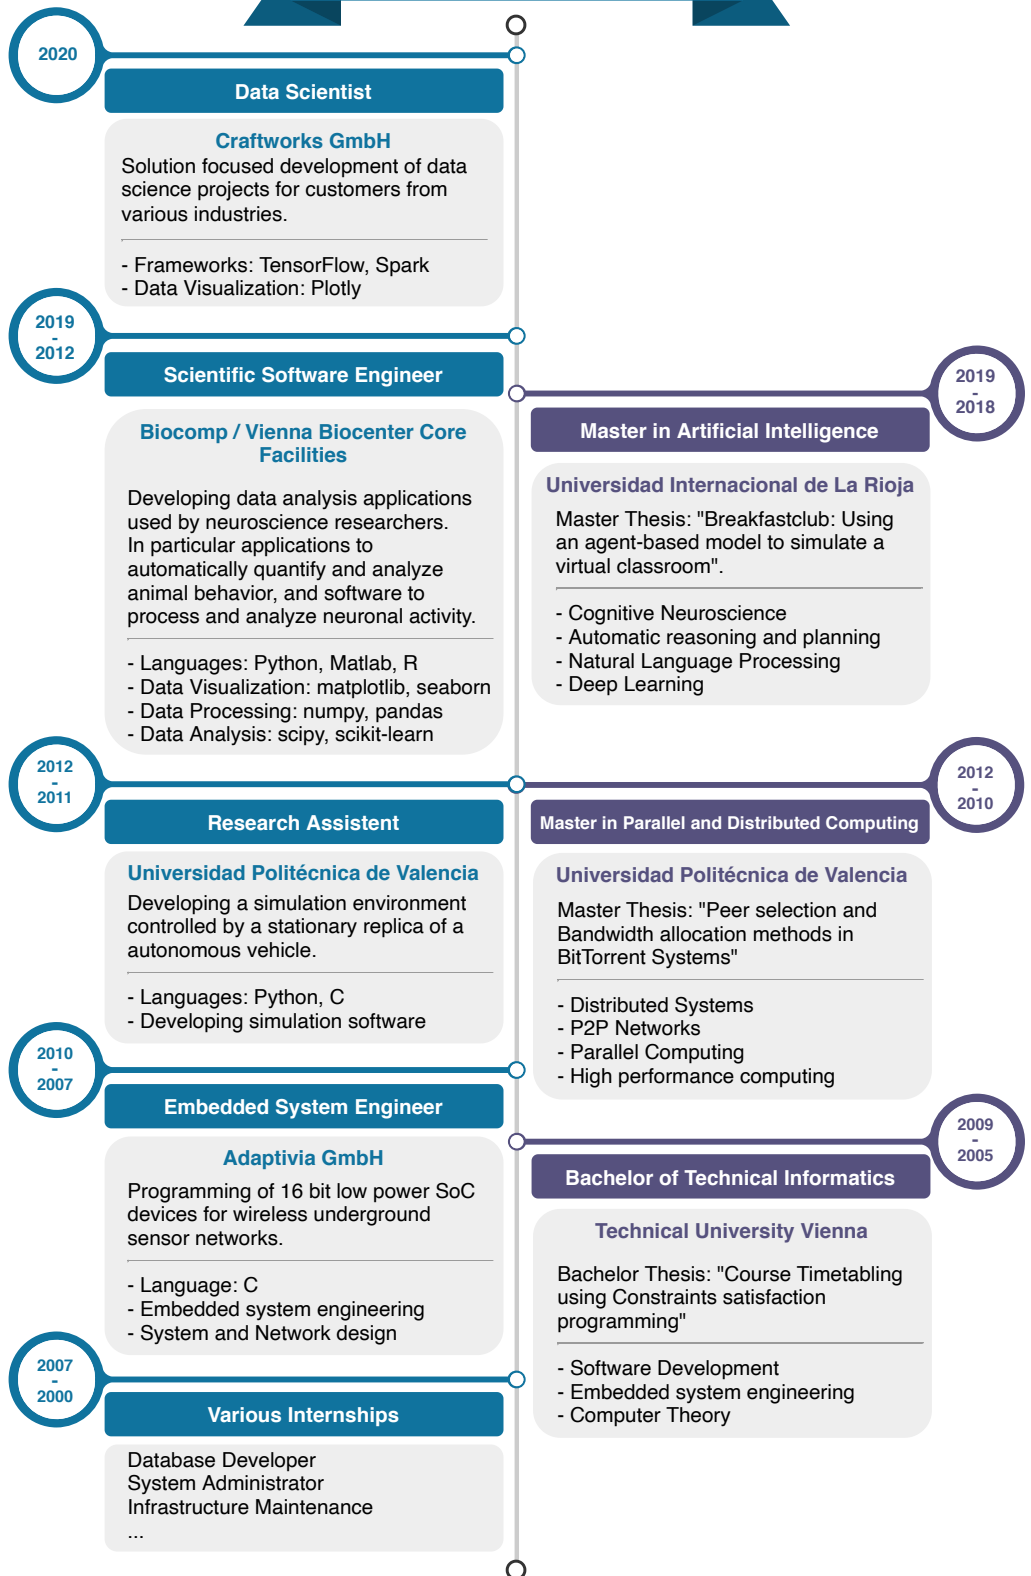 2020
Data Scientist
Craftworks GmbH
Solution focused development of data
science projects for customers from
various industries.
- Frameworks: TensorFlow, Spark
- Data Visualization: Plotly
2019
-
2012
Scientific Software Engineer
Biocomp / Vienna Biocenter Core
Facilities
Developing data analysis applications
used by neuroscience researchers.
In particular applications to
automatically quantify and analyze
animal behavior, and software to
process and analyze neuronal activity.
- Languages: Python, Matlab, R
- Data Visualization: matplotlib, seaborn
- Data Processing: numpy, pandas
- Data Analysis: scipy, scikit-learn
2019
-
2018
Master in Artificial Intelligence
Universidad Internacional de La Rioja
Master Thesis: "Breakfastclub: Using
an agent-based model to simulate a
virtual classroom".
- Cognitive Neuroscience
- Automatic reasoning and planning
- Natural Language Processing
- Deep Learning
2012
-
2011
Research Assistent
Universidad Politécnica de Valencia
Developing a simulation environment
controlled by a stationary replica of a
autonomous vehicle.
- Languages: Python, C
- Developing simulation software
2012
-
2010
Master in Parallel and Distributed Computing
Universidad Politécnica de Valencia
Master Thesis: "Peer selection and
Bandwidth allocation methods in
BitTorrent Systems"
- Distributed Systems
- P2P Networks
- Parallel Computing
- High performance computing
2010
-
2007
Embedded System Engineer
Adaptivia GmbH
Programming of 16 bit low power SoC
devices for wireless underground
sensor networks.
- Language: C
- Embedded system engineering
- System and Network design
2009
-
2005
Bachelor of Technical Informatics
Technical University Vienna
Bachelor Thesis: "Course Timetabling
using Constraints satisfaction
programming"
- Software Development
- Embedded system engineering
- Computer Theory
2007
-
2000
Various Internships
Database Developer
System Administrator
Infrastructure Maintenance
...